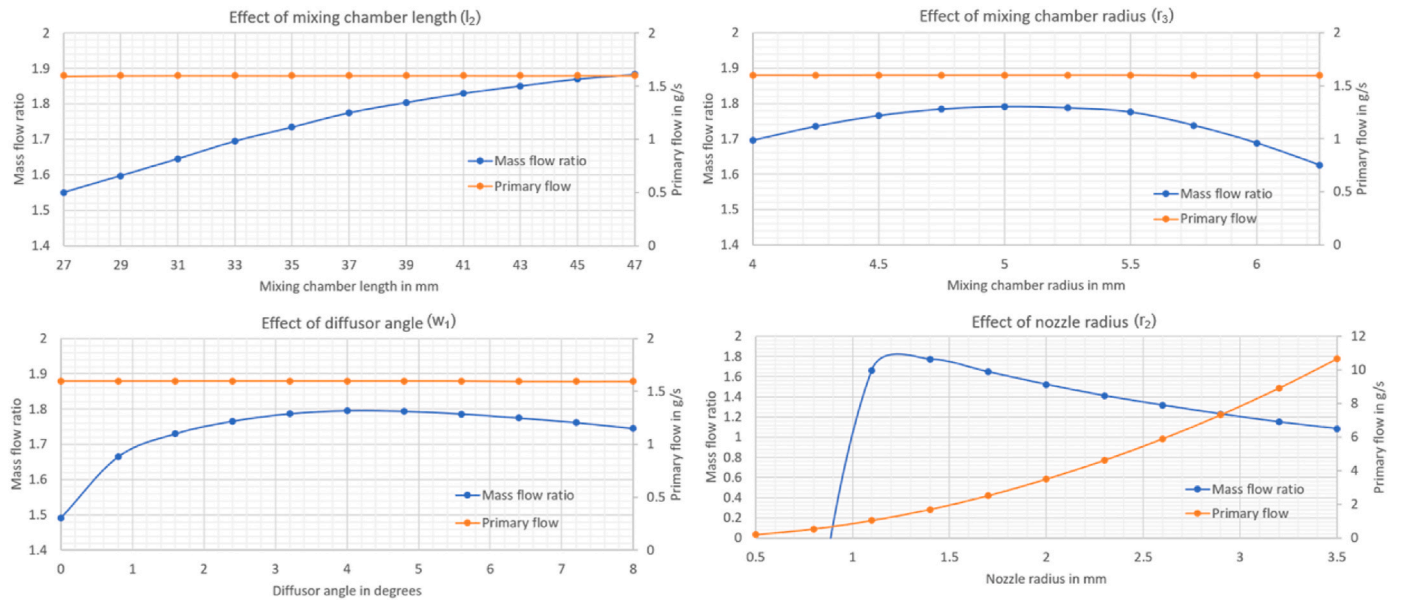 Effect of mixing chamber length (l₂)
2
1.9
1.8
1.7
1.6
1.5
1.4
Mass flow ratio
2
1.5
1
0.5
0
Primary flow in g/s
Mass flow ratio
Primary flow
27 29 31 33 35 37 39 41 43 45 47
Mixing chamber length in mm
Effect of mixing chamber radius (r₃)
2
1.9
1.8
1.7
1.6
1.5
1.4
Mass flow ratio
2
1.5
1
0.5
0
Primary flow in g/s
Mass flow ratio
Primary flow
4 4.5 5 5.5 6
Mixing chamber radius in mm
Effect of diffusor angle (w₁)
2
1.9
1.8
1.7
1.6
1.5
1.4
Mass flow ratio
2
1.5
1
0.5
0
Primary flow in g/s
Mass flow ratio
Primary flow
0 1 2 3 4 5 6 7 8
Diffusor angle in degrees
Effect of nozzle radius (r₂)
2
1.8
1.6
1.4
1.2
1
0.8
0.6
0.4
0.2
0
Mass flow ratio
12
10
8
6
4
2
0
Primary flow in g/s
Mass flow ratio
Primary flow
0.5 1 1.5 2 2.5 3 3.5
Nozzle radius in mm